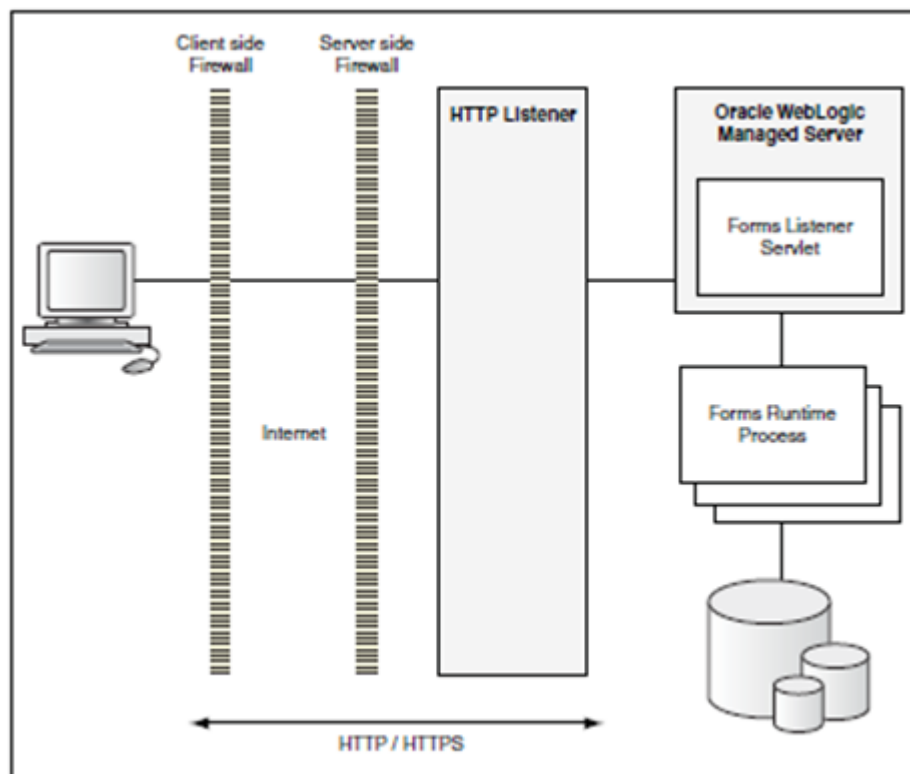 Client side
Firewall
Server side
Firewall
HTTP Listener
Oracle WebLogic
Managed Server
Forms Listener
Servlet
Internet
Forms Runtime
Process
HTTP / HTTPS